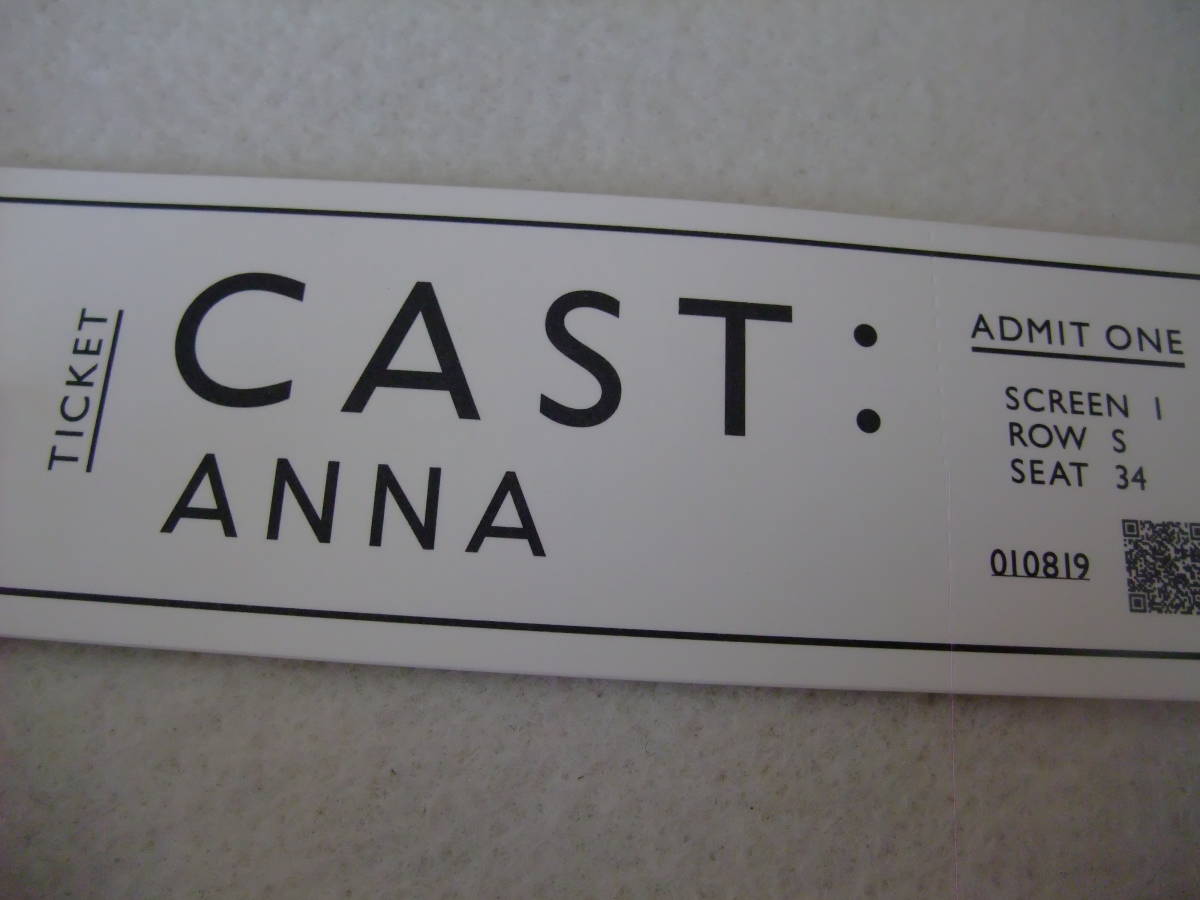 TICKET
CAST:
ANNA
ADMIT ONE
SCREEN 1
ROW S
SEAT 34
010819